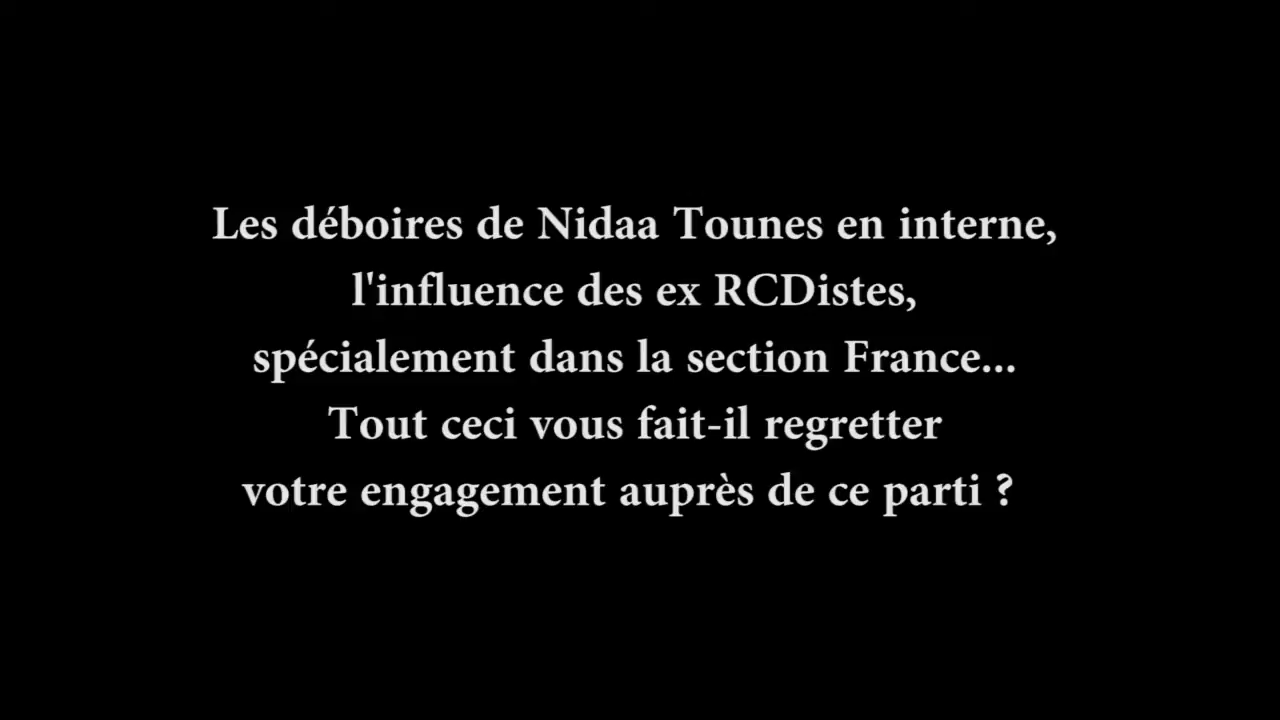 Les déboires de Nidaa Tounes en interne,
l'influence des ex RCDistes,
spécialement dans la section France...
Tout ceci vous fait-il regretter
votre engagement auprès de ce parti ?